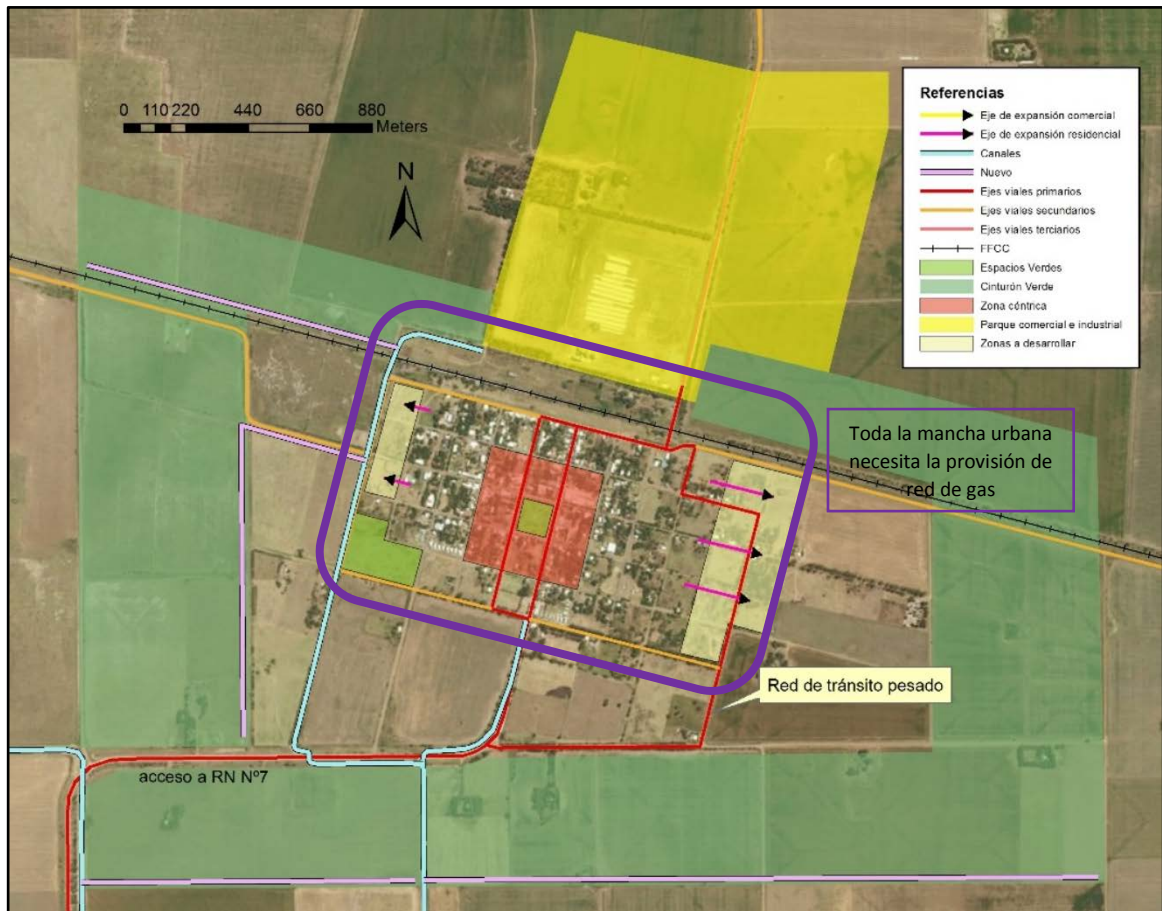 0 110 220 440 660 880
Meters
N
Referencias
Eje de expansión comercial
Eje de expansión residencial
Canales
Nuevo
Ejes viales primarios
Ejes viales secundarios
Ejes viales terciarios
FFCC
Espacios Verdes
Cinturón Verde
Zona céntrica
Parque comercial e industrial
Zonas a desarrollar
Toda la mancha urbana
necesita la provisión de
red de gas
Red de tránsito pesado
acceso a RN Nº7